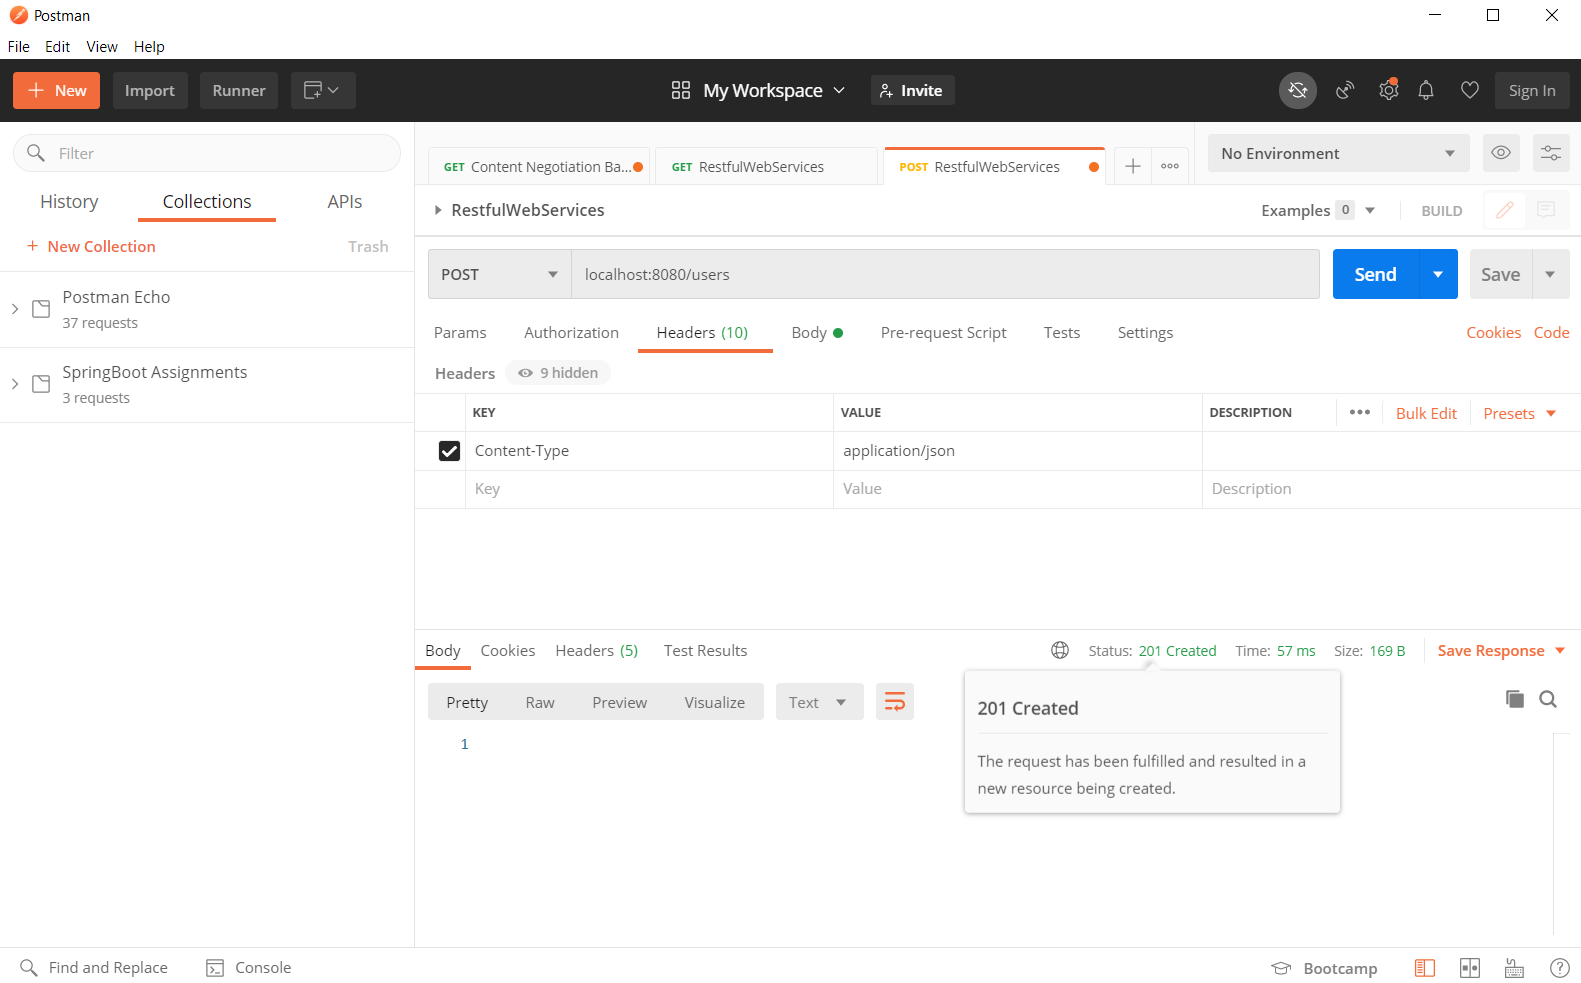 Postman
File Edit View Help
New Import Runner My Workspace Invite Sign In
Filter
History Collections APIs
New Collection Trash
Postman Echo
37 requests
SpringBoot Assignments
3 requests
GET Content Negotiation Ba... GET RestfulWebServices POST RestfulWebServices No Environment
RestfulWebServices Examples 0 BUILD
POST localhost:8080/users Send Save
Params Authorization Headers (10) Body Pre-request Script Tests Settings Cookies Code
Headers 9 hidden
KEY VALUE DESCRIPTION Bulk Edit Presets
Content-Type application/json
Key Value Description
Body Cookies Headers (5) Test Results Status: 201 Created Time: 57 ms Size: 169 B Save Response
Pretty Raw Preview Visualize Text
1
201 Created
The request has been fulfilled and resulted in a
new resource being created.
Find and Replace Console Bootcamp